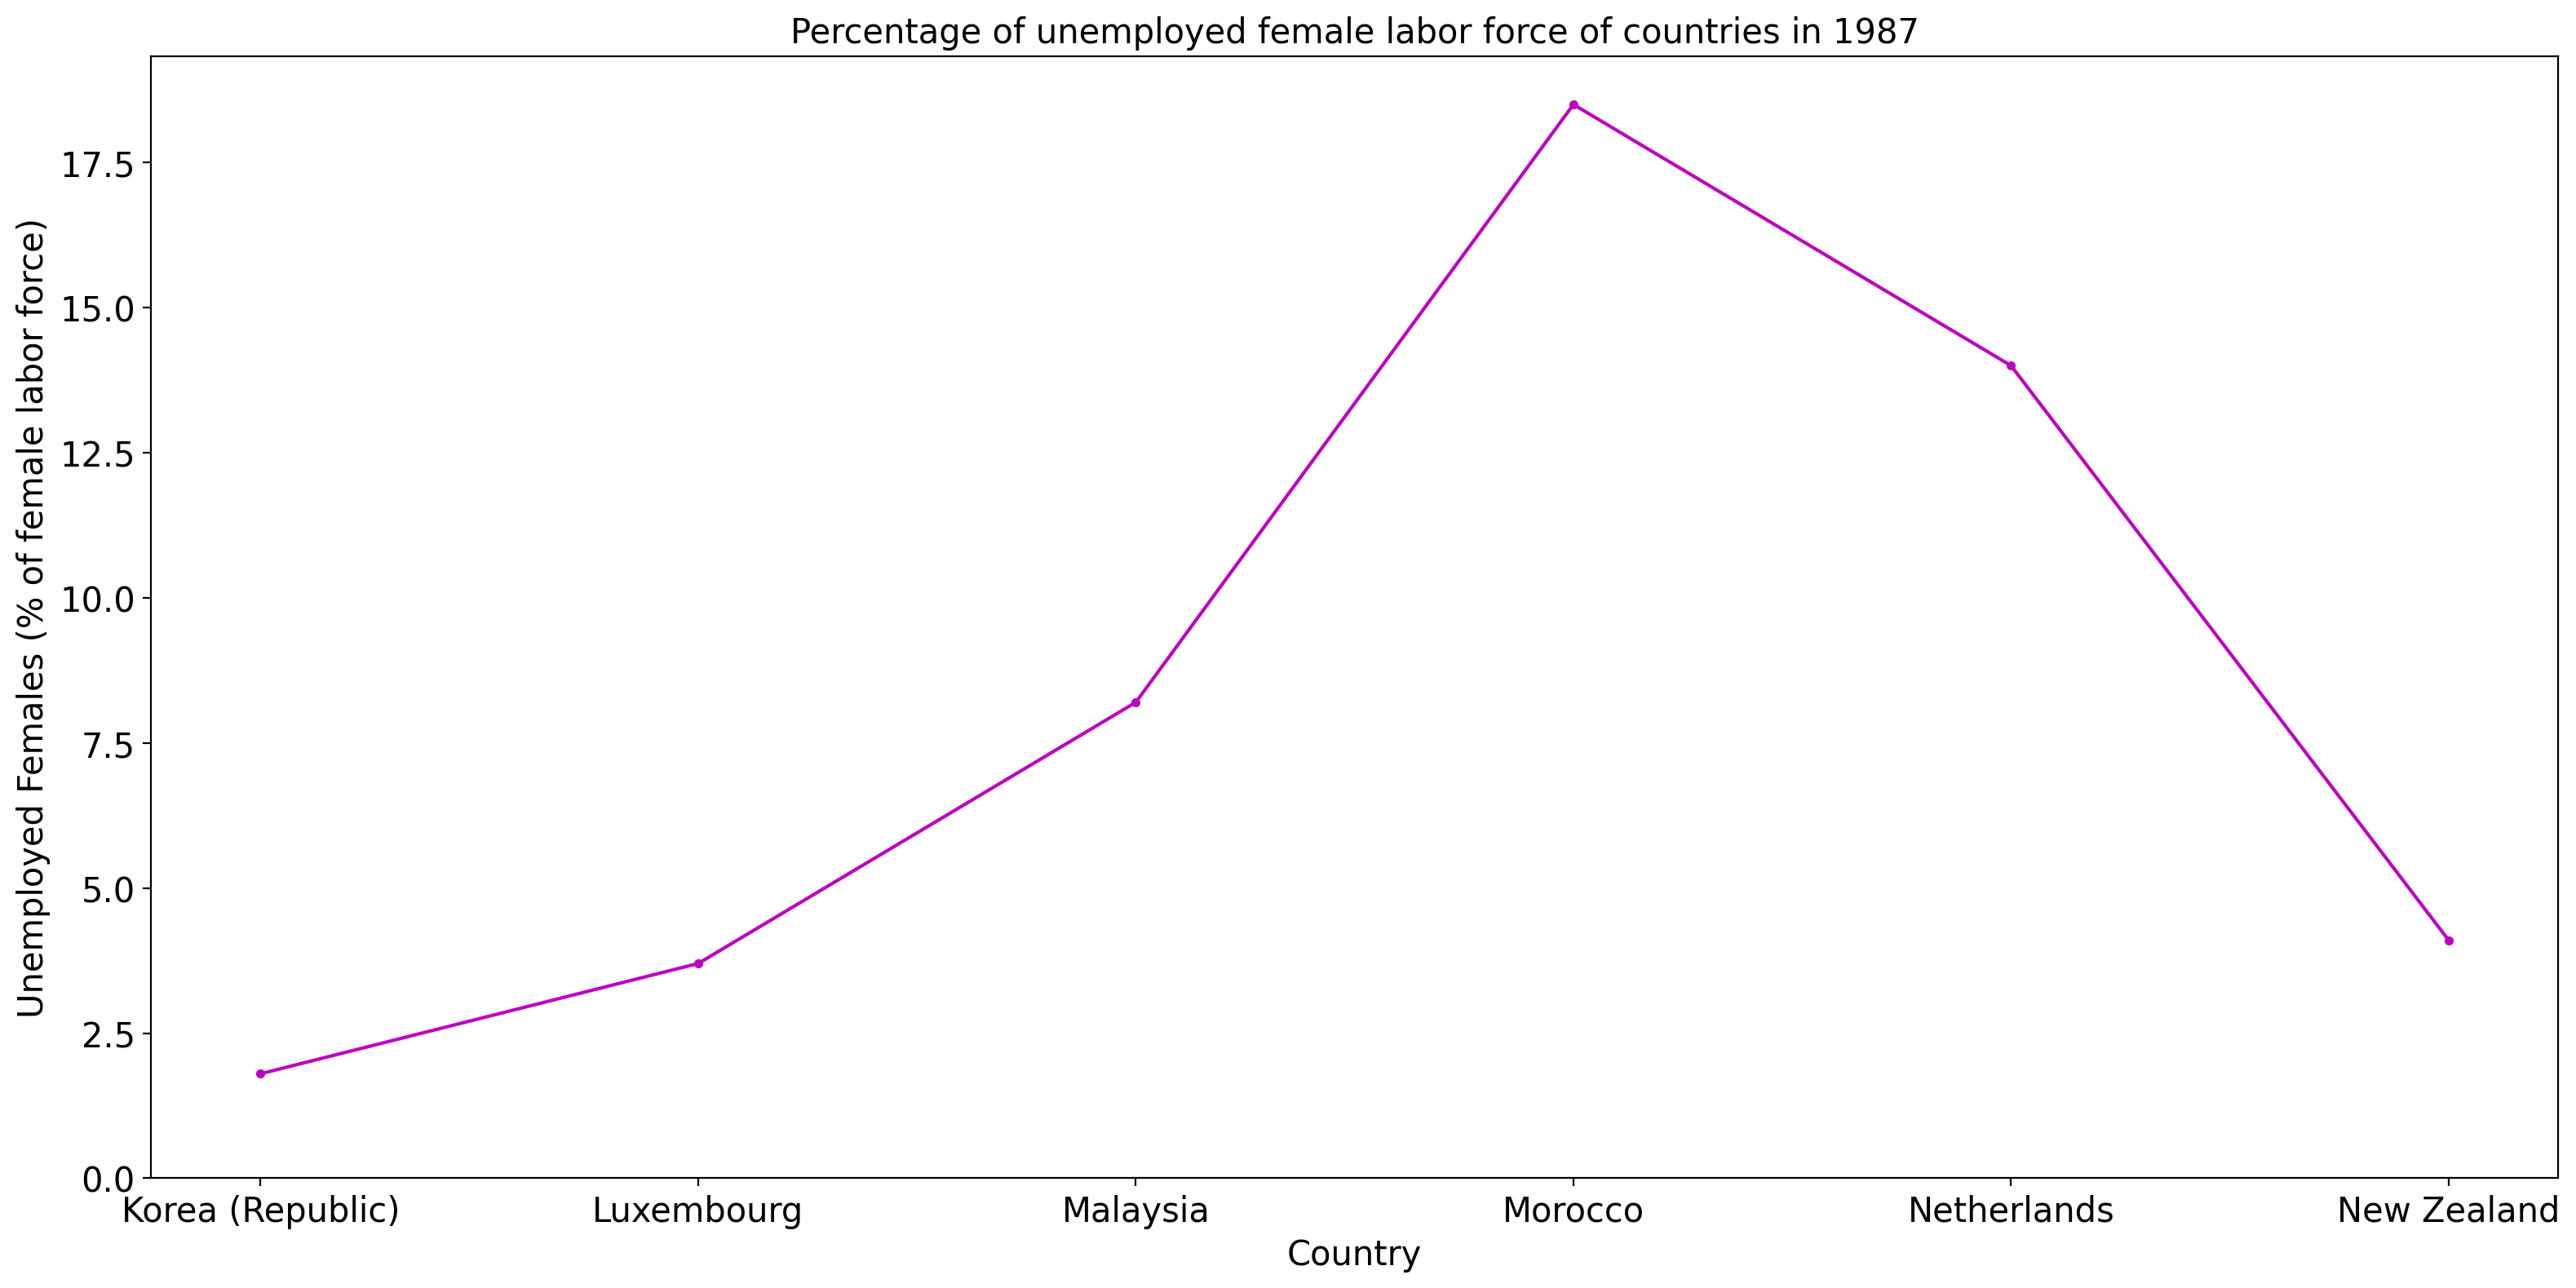 Percentage of unemployed female labor force of countries in 1987
Unemployed Females (% of female labor force)
17.5
15.0
12.5
10.0
7.5
5.0
2.5
0.0
Korea (Republic) Luxembourg Malaysia Morocco Netherlands New Zealand
Country